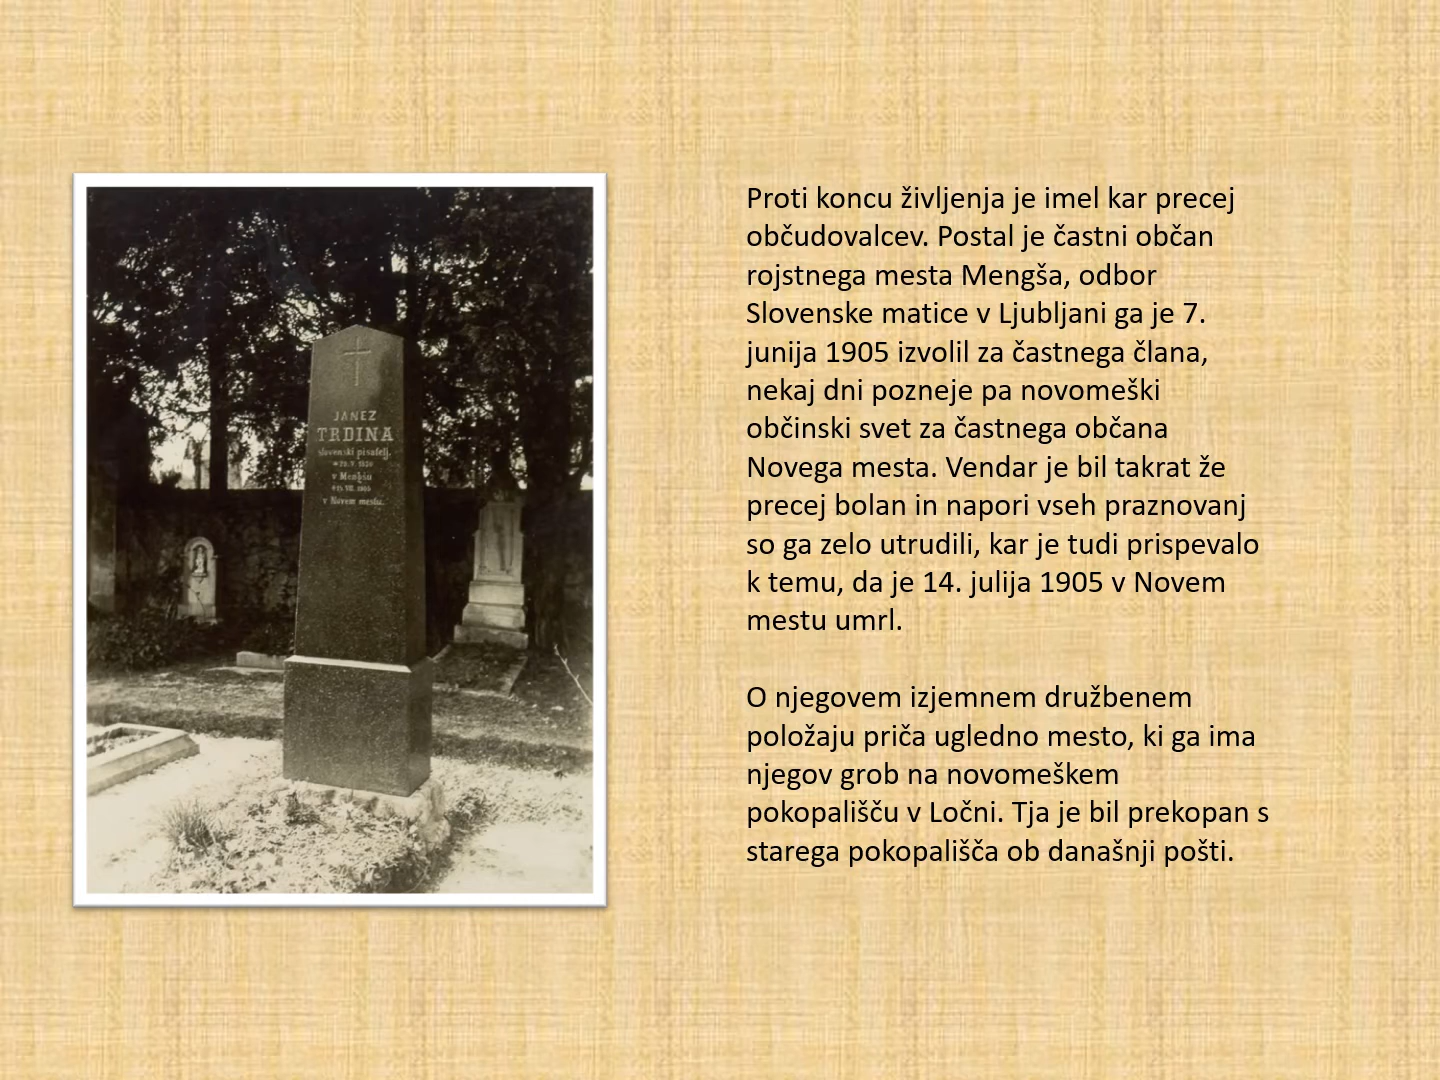 JANEZ
TRDINA
slovenski pisatelj.
v Mengšu
v Novem mestu.
Proti koncu življenja je imel kar precej
občudovalcev. Postal je častni občan
rojstnega mesta Mengša, odbor
Slovenske matice v Ljubljani ga je 7.
junija 1905 izvolil za častnega člana,
nekaj dni pozneje pa novomeški
občinski svet za častnega občana
Novega mesta. Vendar je bil takrat že
precej bolan in napori vseh praznovanj
so ga zelo utrudili, kar je tudi prispevalo
k temu, da je 14. julija 1905 v Novem
mestu umrl.
O njegovem izjemnem družbenem
položaju priča ugledno mesto, ki ga ima
njegov grob na novomeškem
pokopališču v Ločni. Tja je bil prekopan s
starega pokopališča ob današnji pošti.